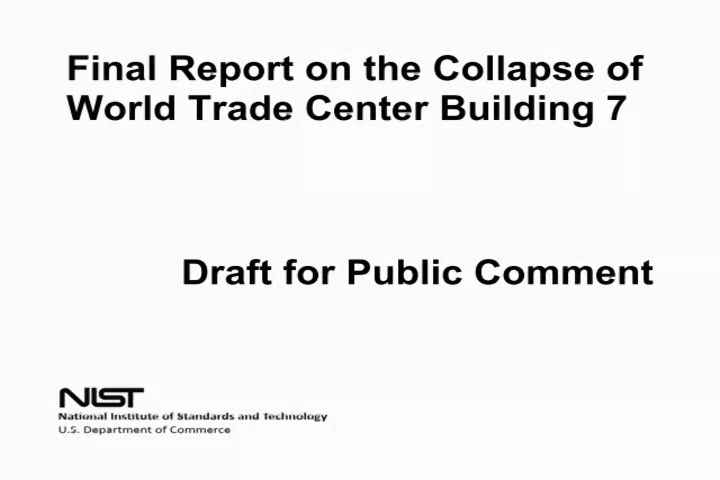 Final Report on the Collapse of
World Trade Center Building 7
Draft for Public Comment
NIST
National Institute of Standards and Technology
U.S. Department of Commerce